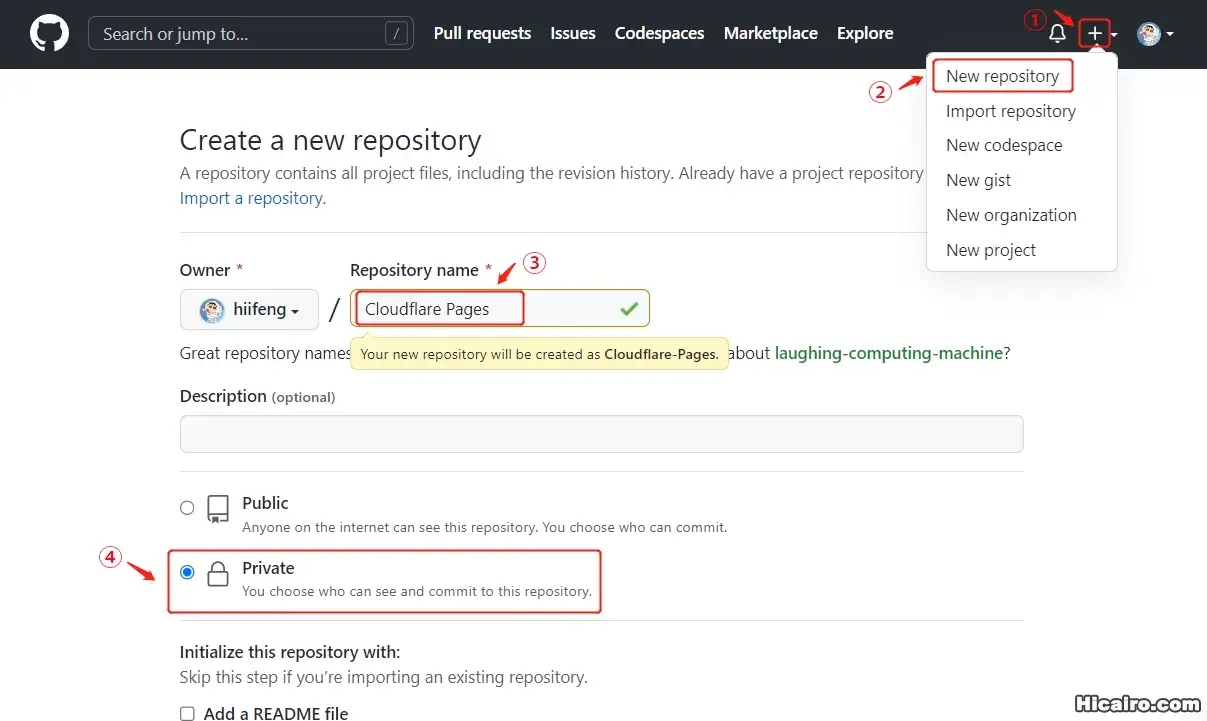 Search or jump to... / Pull requests Issues Codespaces Marketplace Explore ① +
② New repository
Import repository
New codespace
New gist
New organization
New project
Create a new repository
A repository contains all project files, including the revision history. Already have a project repository
Import a repository.
Owner * Repository name * ③
hiifeng / Cloudflare Pages
Great repository names about laughing-computing-machine?
Your new repository will be created as Cloudflare-Pages.
Description (optional)
Public
Anyone on the internet can see this repository. You choose who can commit.
④ Private
You choose who can see and commit to this repository.
Initialize this repository with:
Skip this step if you're importing an existing repository.
Add a README file
Hicairo.com